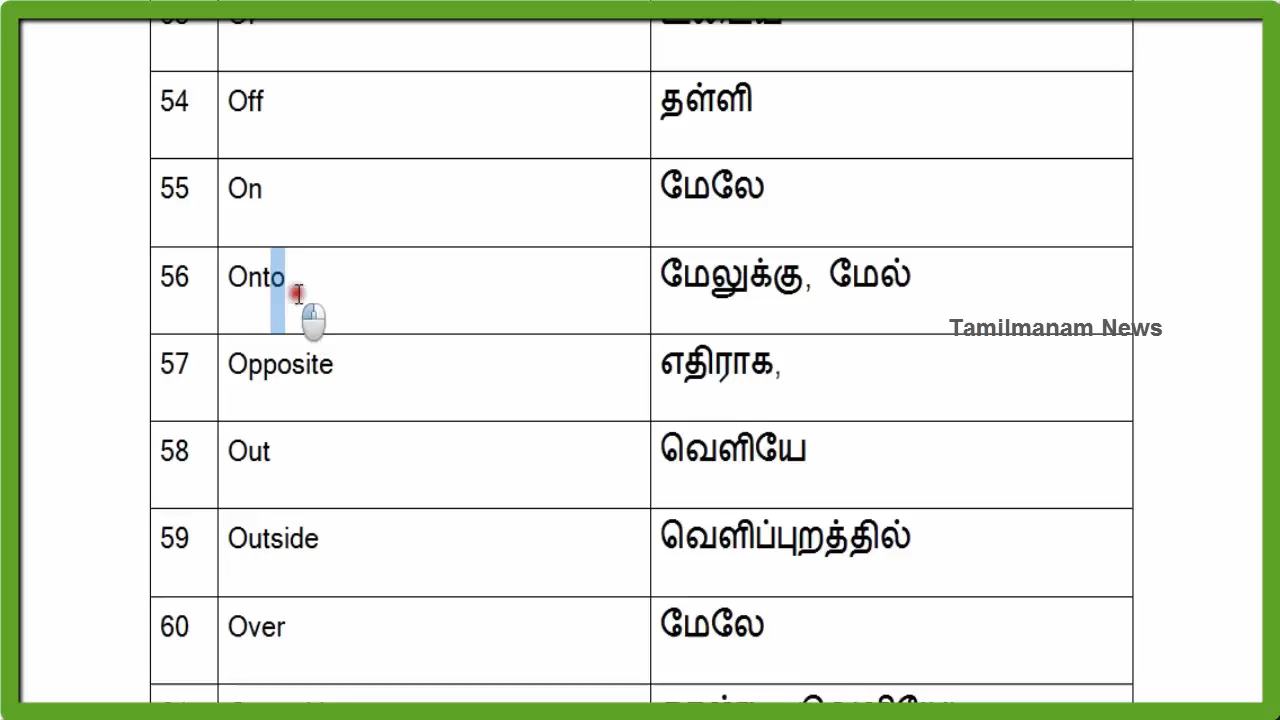 54 Off தள்ளி
55 On மேலே
56 Onto மேலுக்கு, மேல்
Tamilmanam News
57 Opposite எதிராக,
58 Out வெளியே
59 Outside வெளிப்புறத்தில்
60 Over மேலே